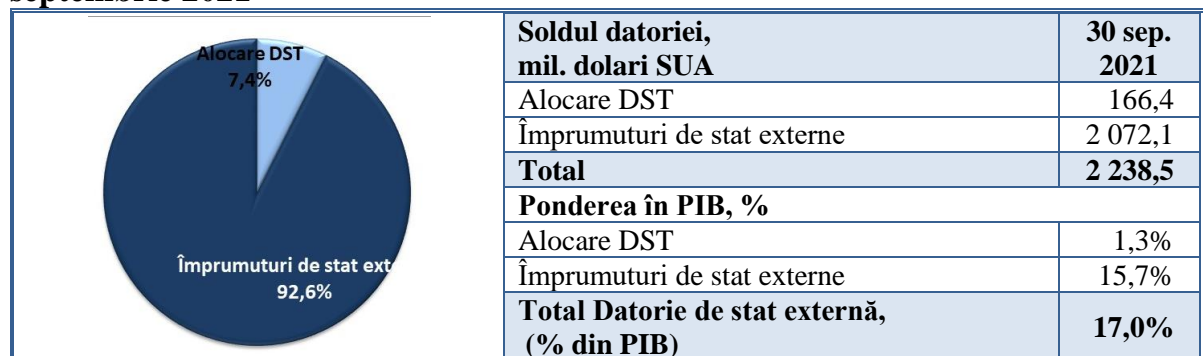 septembrie 2021
Alocare DST
7,4%
Împrumuturi de stat ext
92,6%
Soldul datoriei,
mil. dolari SUA
30 sep.
2021
Alocare DST 166,4
Împrumuturi de stat externe 2 072,1
Total 2 238,5
Ponderea în PIB, %
Alocare DST 1,3%
Împrumuturi de stat externe 15,7%
Total Datorie de stat externă,
(% din PIB)
17,0%